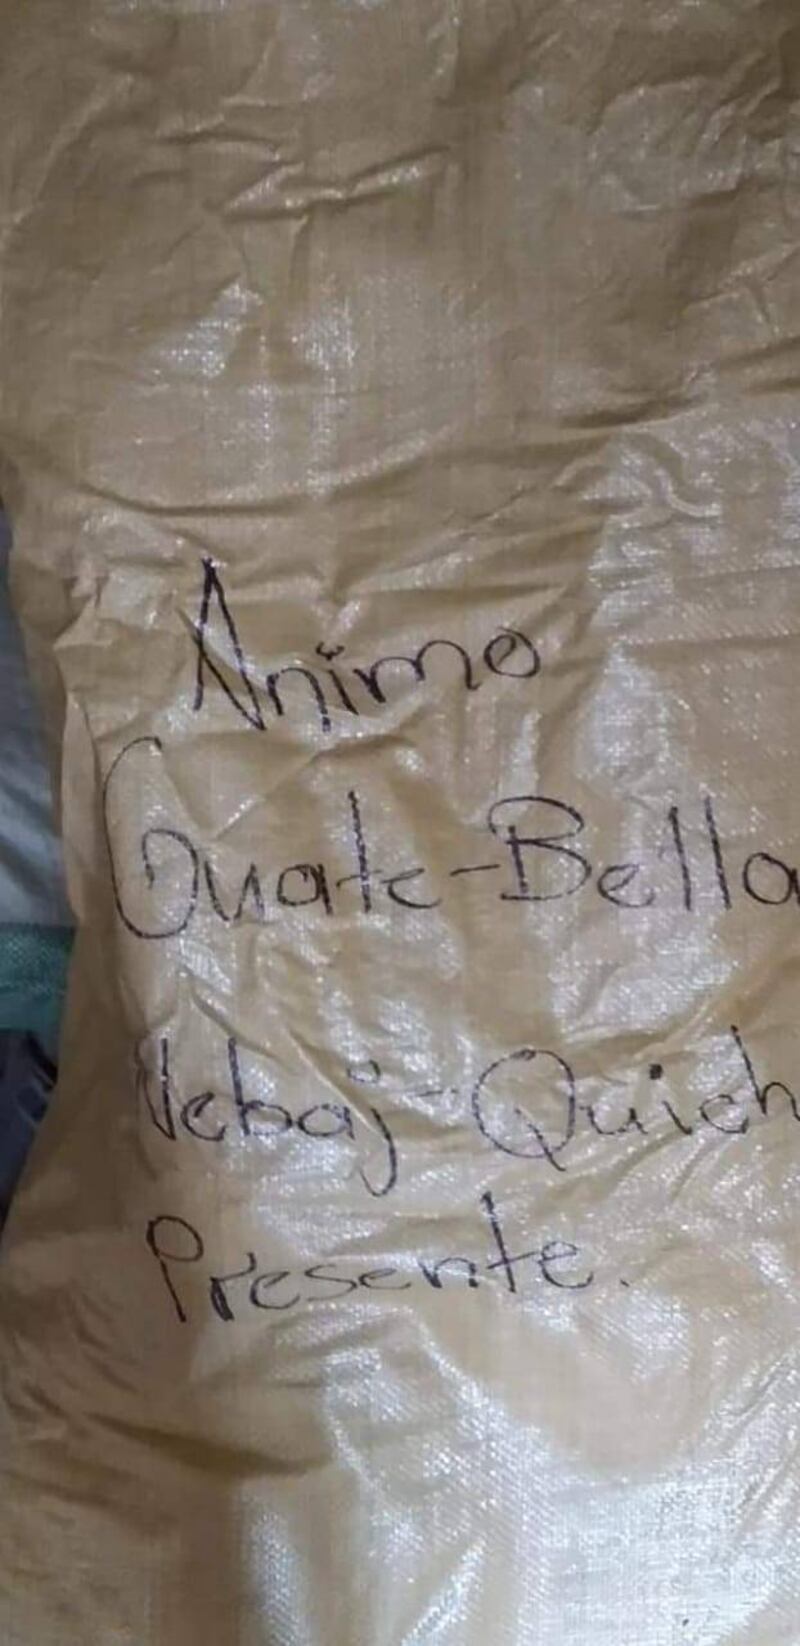 Animo
Guate-Bella
Nebaj-Quich
Presente.